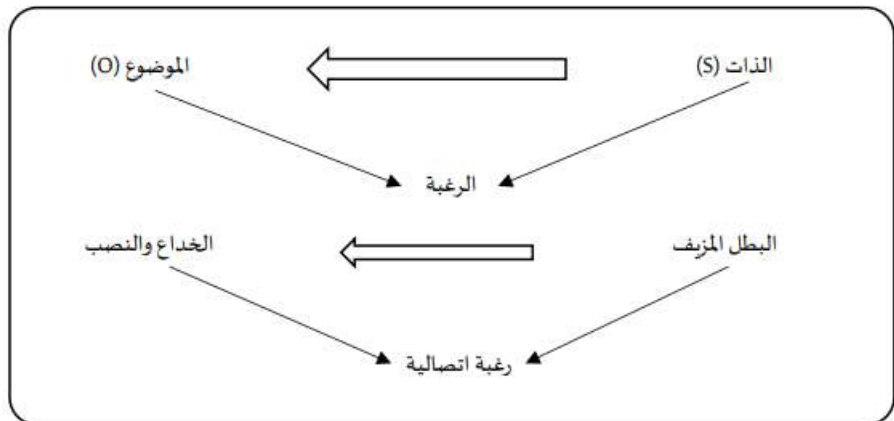 الذات (S)
الموضوع (O)
الرغبة
البطل المزيف
الخداع والنصب
رغبة اتصالية